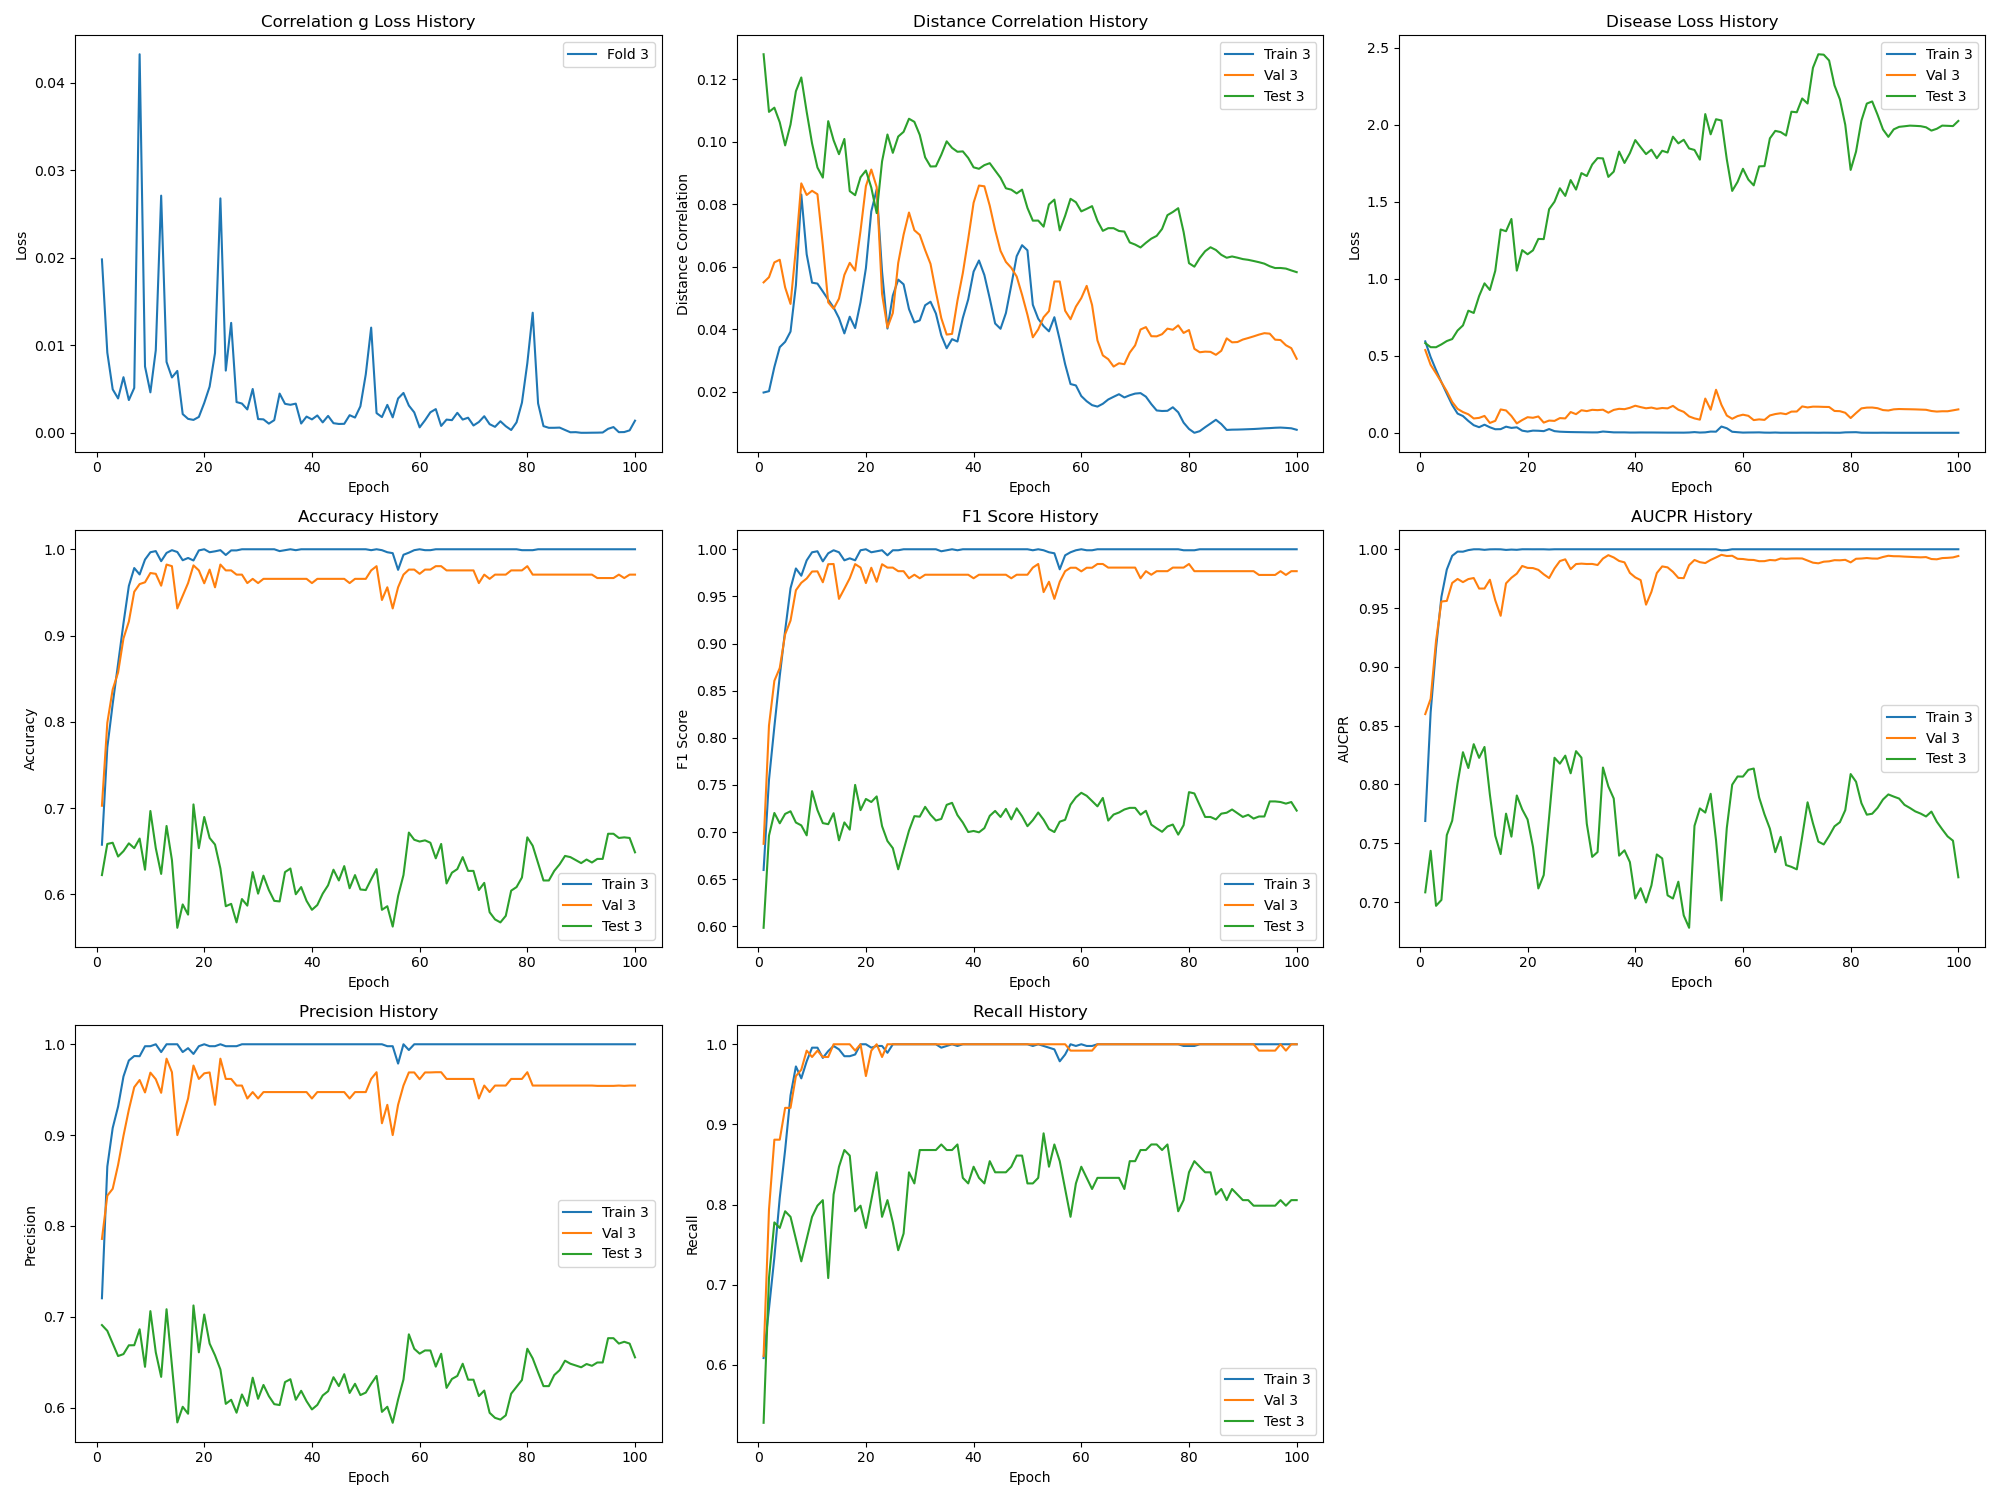 Correlation g Loss History
Loss
0.04
0.03
0.02
0.01
0.00
0 20 40 60 80 100
Epoch
Fold 3
Distance Correlation History
Distance Correlation
0.12
0.10
0.08
0.06
0.04
0.02
0 20 40 60 80 100
Epoch
Train 3
Val 3
Test 3
Disease Loss History
Loss
2.5
2.0
1.5
1.0
0.5
0.0
0 20 40 60 80 100
Epoch
Train 3
Val 3
Test 3
Accuracy History
Accuracy
1.0
0.9
0.8
0.7
0.6
0 20 40 60 80 100
Epoch
Train 3
Val 3
Test 3
F1 Score History
F1 Score
1.00
0.95
0.90
0.85
0.80
0.75
0.70
0.65
0.60
0 20 40 60 80 100
Epoch
Train 3
Val 3
Test 3
AUCPR History
AUCPR
1.00
0.95
0.90
0.85
0.80
0.75
0.70
0 20 40 60 80 100
Epoch
Train 3
Val 3
Test 3
Precision History
Precision
1.0
0.9
0.8
0.7
0.6
0 20 40 60 80 100
Epoch
Train 3
Val 3
Test 3
Recall History
Recall
1.0
0.9
0.8
0.7
0.6
0 20 40 60 80 100
Epoch
Train 3
Val 3
Test 3